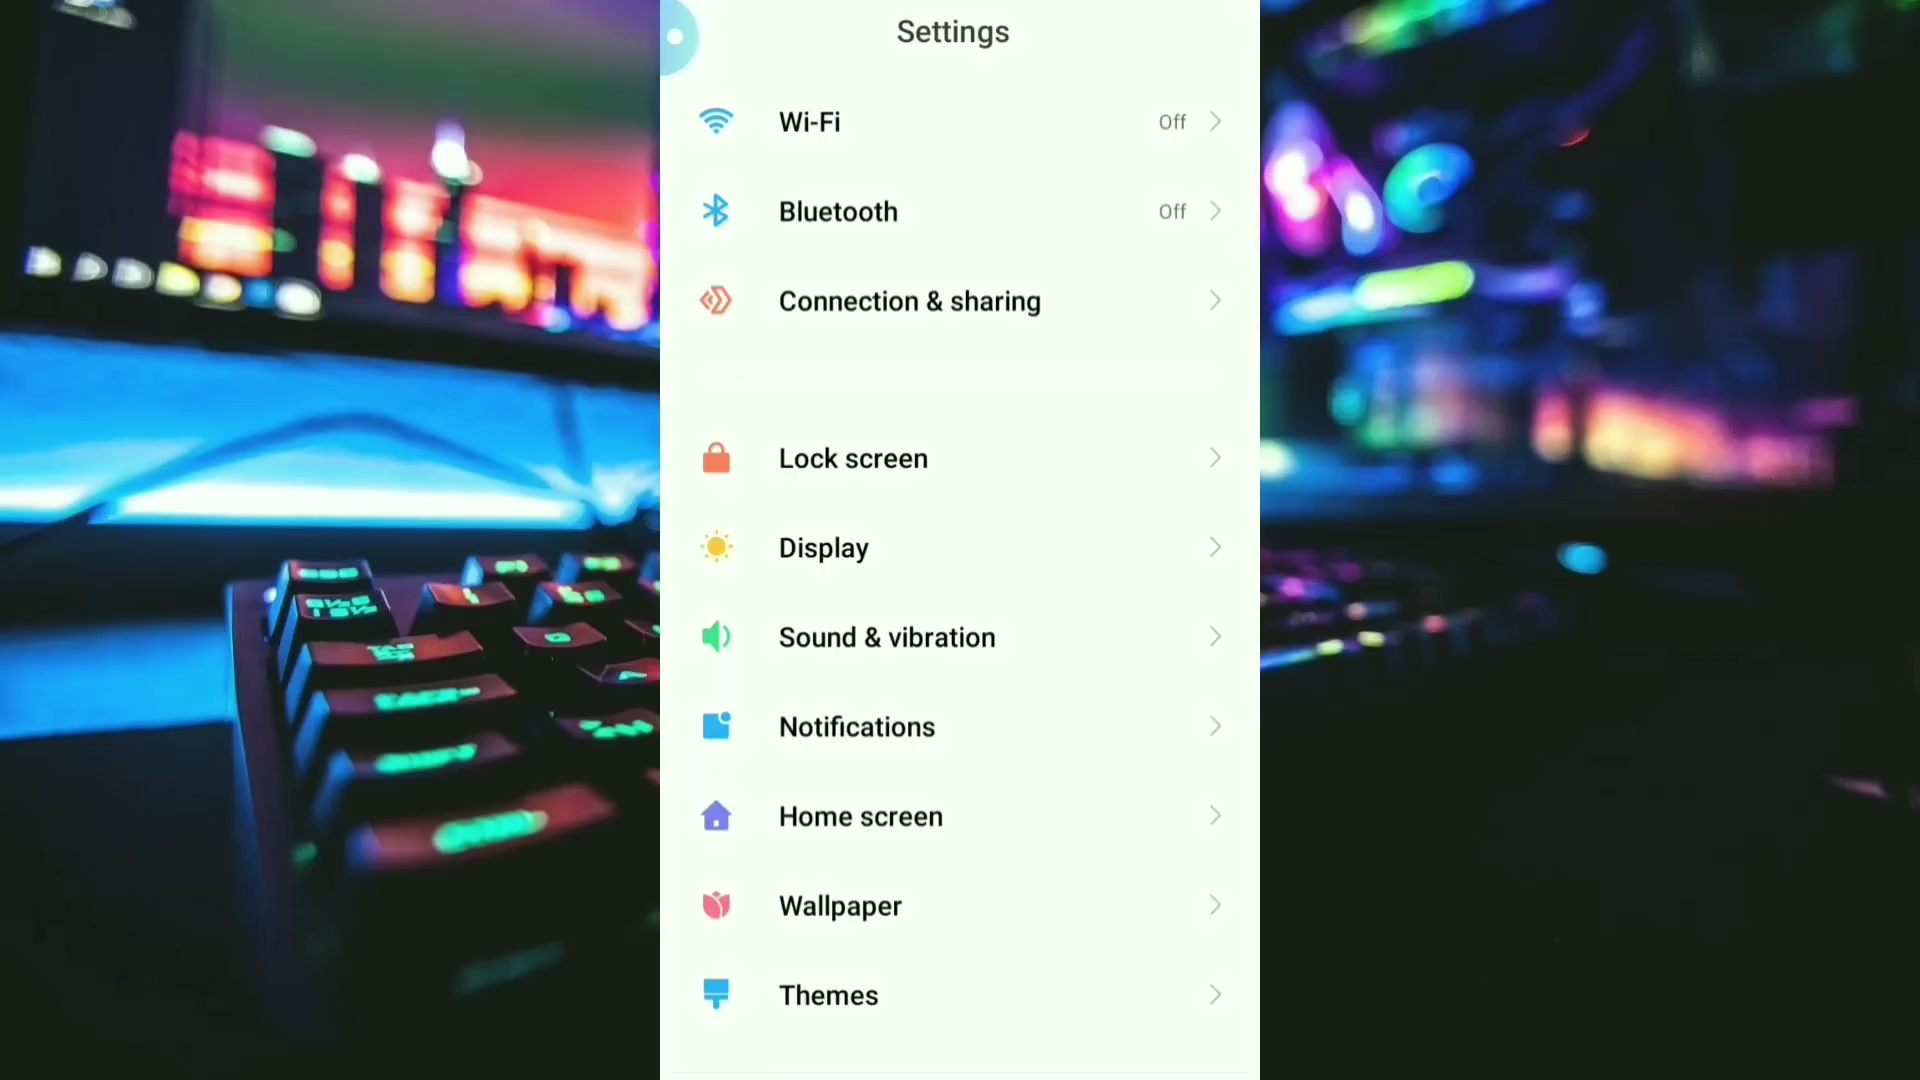 Settings
Wi-Fi Off
Bluetooth Off
Connection & sharing
Lock screen
Display
Sound & vibration
Notifications
Home screen
Wallpaper
Themes